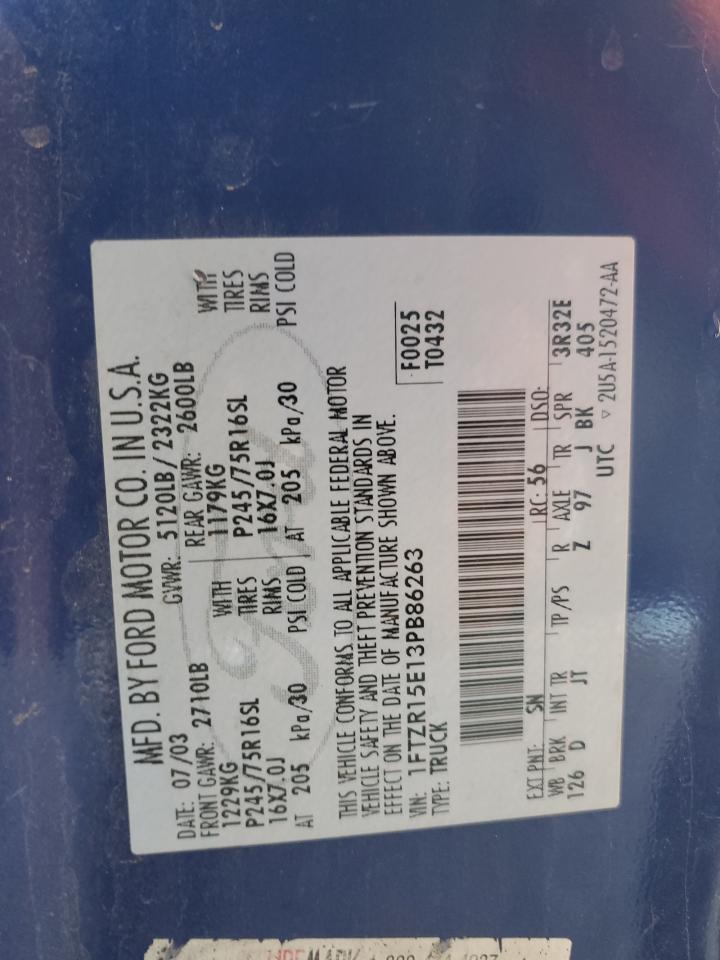 MFD. BY FORD MOTOR CO. IN U.S.A.
DATE: 07/03 GVWR: 5120LB/ 2322KG
FRONT GAWR: 2710LB REAR GAWR: 2600LB
1229KG WITH 1179KG WITH
P245/75R16SL TIRES P245/75R16SL TIRES
16X7.0J RIMS 16X7.0J RIMS
AT 205 kPa/30 PSI COLD AT 205 kPa/30 PSI COLD
THIS VEHICLE CONFORMS TO ALL APPLICABLE FEDERAL MOTOR
VEHICLE SAFETY AND THEFT PREVENTION STANDARDS IN
EFFECT ON THE DATE OF MANUFACTURE SHOWN ABOVE.
VIN: 1FTZR15E13PB86263 F0025
TYPE: TRUCK T0432
EXT PNT: SN RC: 56 DSO:
WB BRK INT TR TP/PS R AXLE TR SPR 3R32E
126 D JT Z 97 J BK 405
UTC ▽ 2U5A-1520472-AA